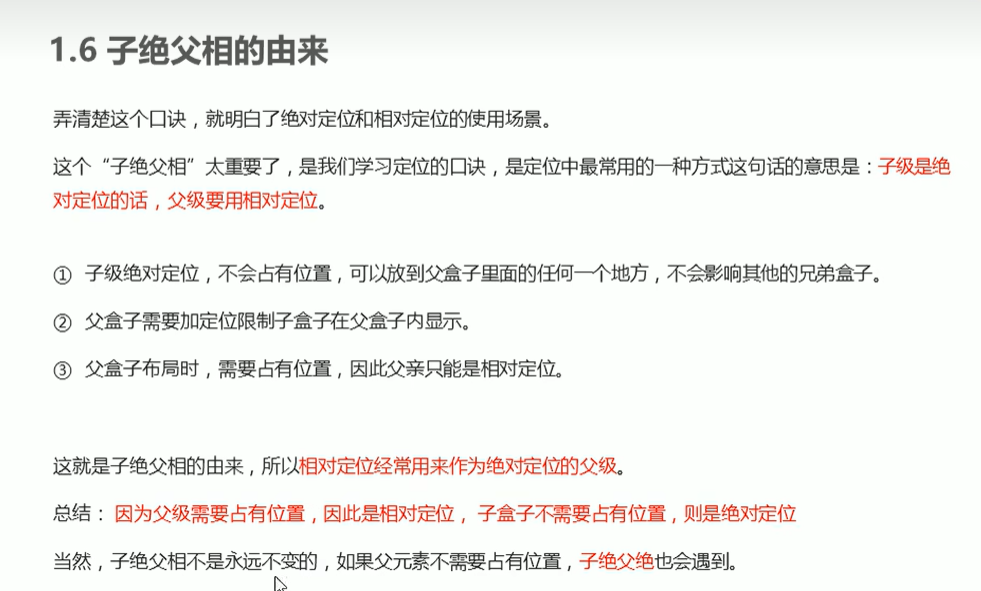 1.6 子绝父相的由来
弄清楚这个口诀，就明白了绝对定位和相对定位的使用场景。
这个“子绝父相”太重要了，是我们学习定位的口诀，是定位中最常用的一种方式这句话的意思是：子级是绝
对定位的话，父级要用相对定位。
① 子级绝对定位，不会占有位置，可以放到父盒子里面的任何一个地方，不会影响其他的兄弟盒子。
② 父盒子需要加定位限制子盒子在父盒子内显示。
③ 父盒子布局时，需要占有位置，因此父亲只能是相对定位。
这就是子绝父相的由来，所以相对定位经常用来作为绝对定位的父级。
总结： 因为父级需要占有位置，因此是相对定位， 子盒子不需要占有位置，则是绝对定位
当然，子绝父相不是永远不变的，如果父元素不需要占有位置，子绝父绝也会遇到。